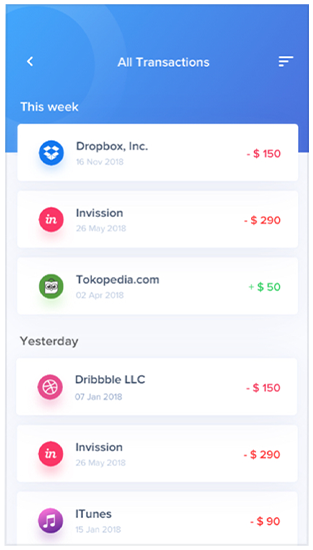 All Transactions
This week
Dropbox, Inc.
- $ 150
16 Nov 2018
in Invission
- $ 290
26 May 2018
Tokopedia.com
+ $ 50
02 Apr 2018
Yesterday
Dribbble LLC
- $ 150
07 Jan 2018
in Invission
- $ 290
26 May 2018
ITunes
- $ 90
15 Jan 2018